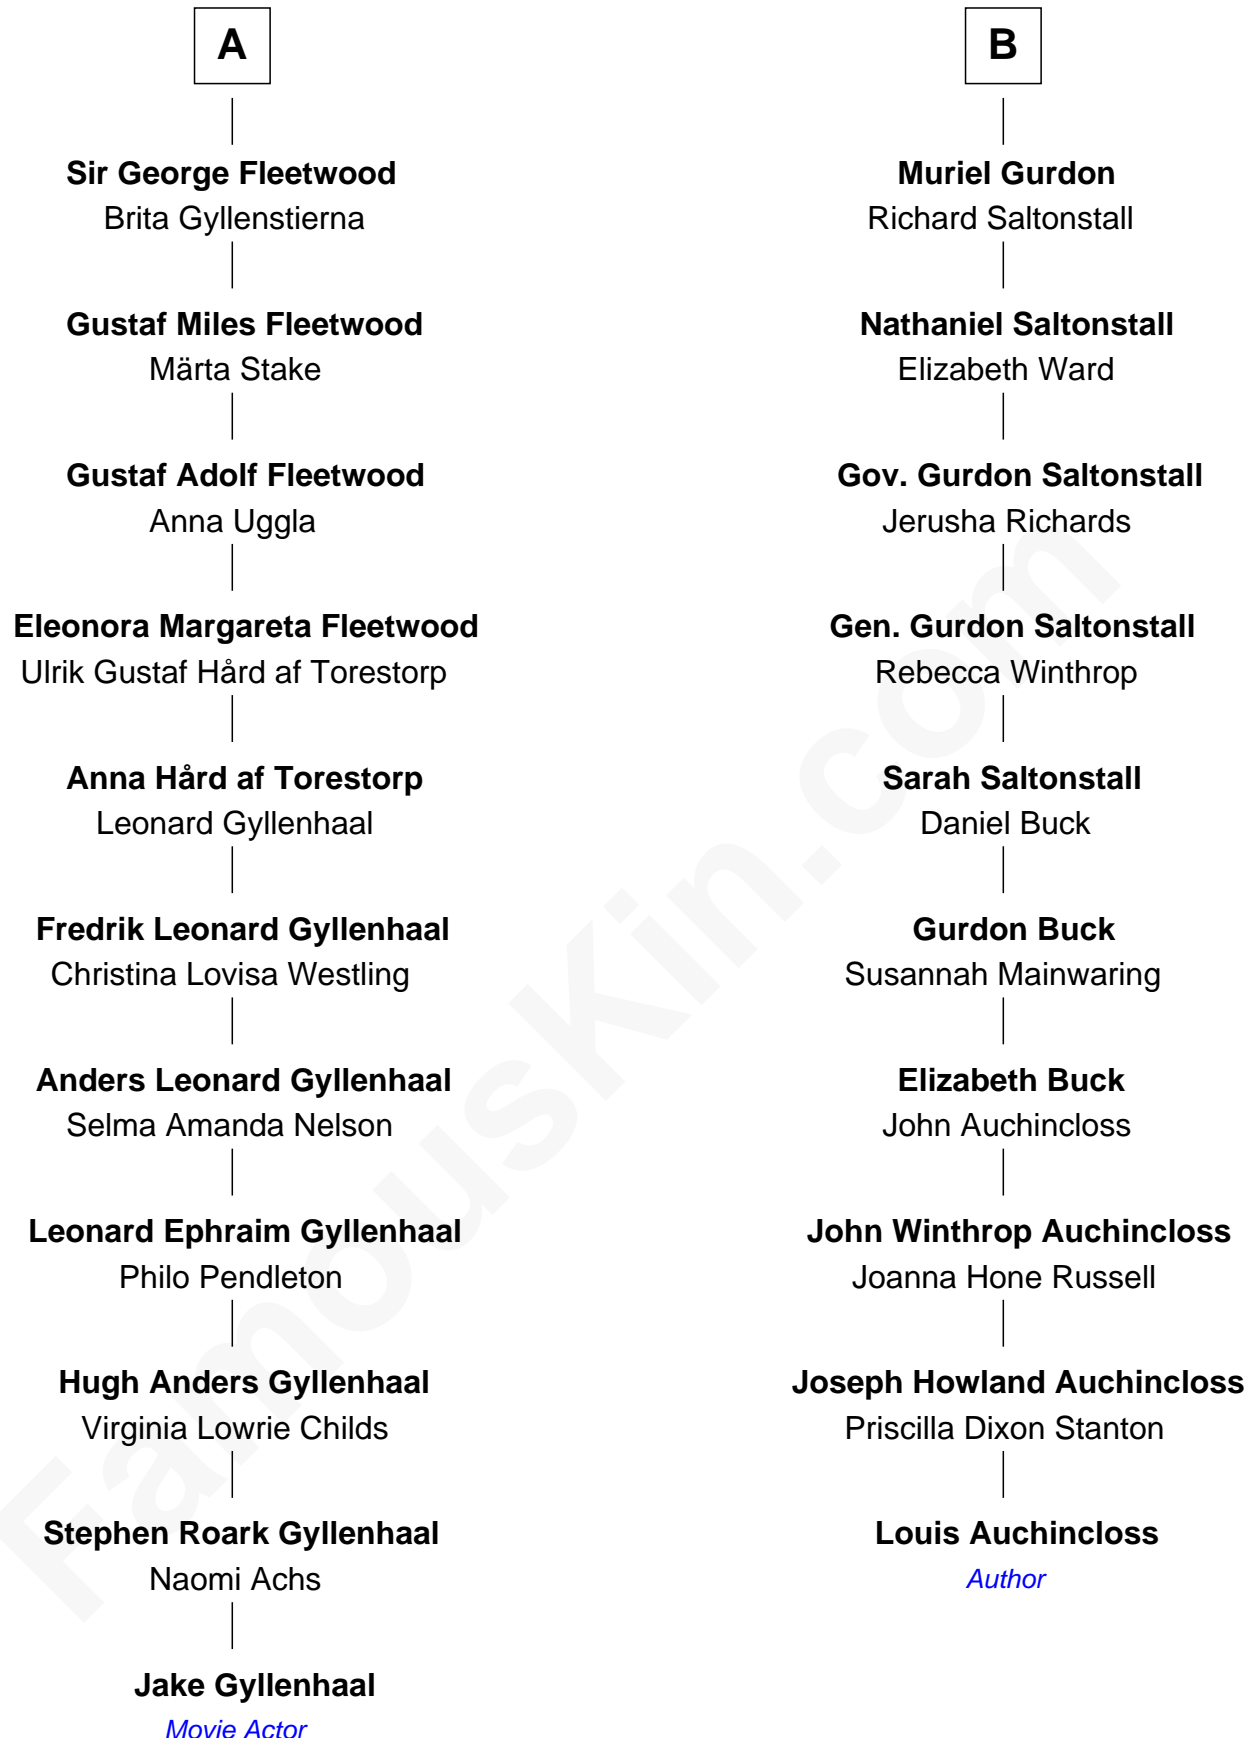 A
Sir George Fleetwood
Brita Gyllenstierna
Gustaf Miles Fleetwood
Märta Stake
Gustaf Adolf Fleetwood
Anna Uggla
Eleonora Margareta Fleetwood
Ulrik Gustaf Hård af Torestorp
Anna Hård af Torestorp
Leonard Gyllenhaal
Fredrik Leonard Gyllenhaal
Christina Lovisa Westling
Anders Leonard Gyllenhaal
Selma Amanda Nelson
Leonard Ephraim Gyllenhaal
Philo Pendleton
Hugh Anders Gyllenhaal
Virginia Lowrie Childs
Stephen Roark Gyllenhaal
Naomi Achs
Jake Gyllenhaal
Movie Actor
B
Muriel Gurdon
Richard Saltonstall
Nathaniel Saltonstall
Elizabeth Ward
Gov. Gurdon Saltonstall
Jerusha Richards
Gen. Gurdon Saltonstall
Rebecca Winthrop
Sarah Saltonstall
Daniel Buck
Gurdon Buck
Susannah Mainwaring
Elizabeth Buck
John Auchincloss
John Winthrop Auchincloss
Joanna Hone Russell
Joseph Howland Auchincloss
Priscilla Dixon Stanton
Louis Auchincloss
Author
FamousKin.com